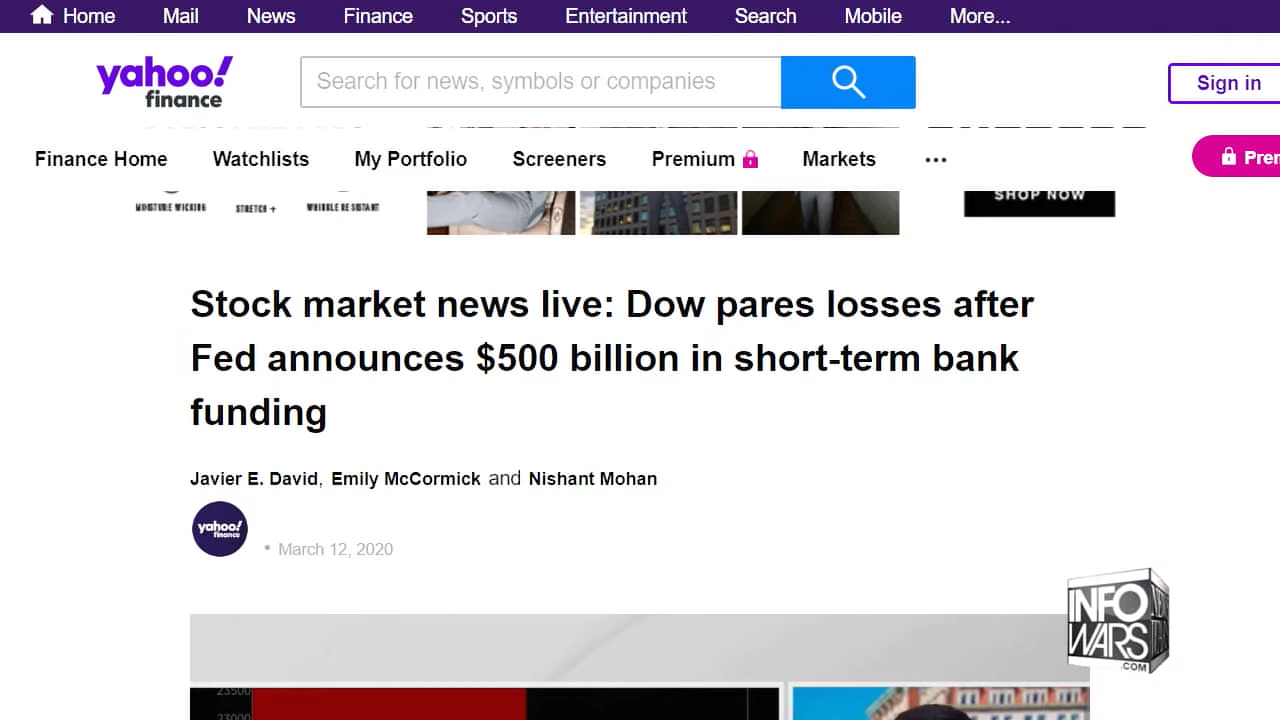 Home Mail News Finance Sports Entertainment Search Mobile More...
yahoo!
finance
Search for news, symbols or companies
Sign in
Finance Home Watchlists My Portfolio Screeners Premium Markets ...
Prer
MOISTURE WICKING STRETCH + WRINKLE RESISTANT
SHOP NOW
Stock market news live: Dow pares losses after
Fed announces $500 billion in short-term bank
funding
Javier E. David, Emily McCormick and Nishant Mohan
yahoo!
finance
• March 12, 2020
INFO
WARS
.COM
23500
23000